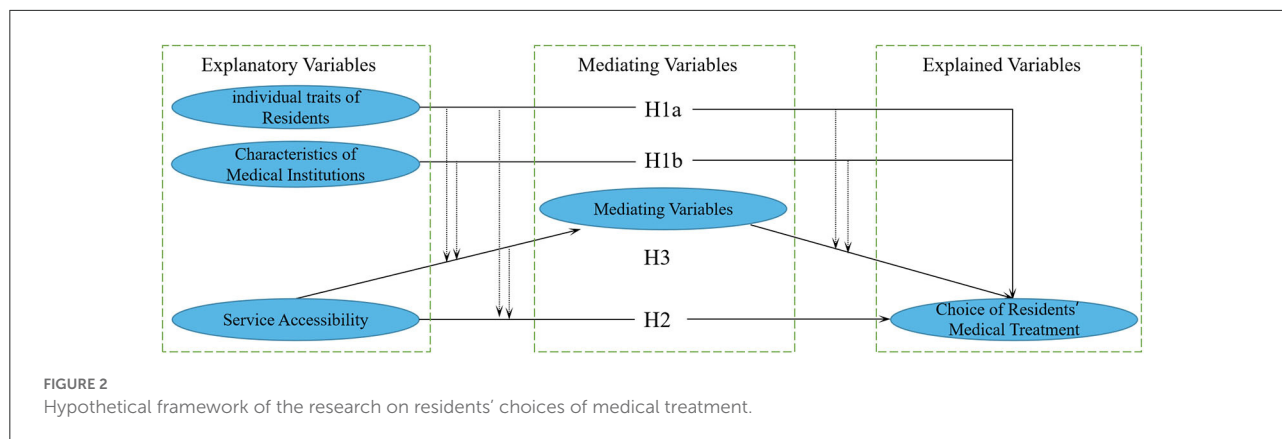 Explanatory Variables
Mediating Variables
Explained Variables
individual traits of
Residents
H1a
Characteristics of
Medical Institutions
H1b
Mediating Variables
H3
Service Accessibility
H2
Choice of Residents'
Medical Treatment
FIGURE 2
Hypothetical framework of the research on residents' choices of medical treatment.